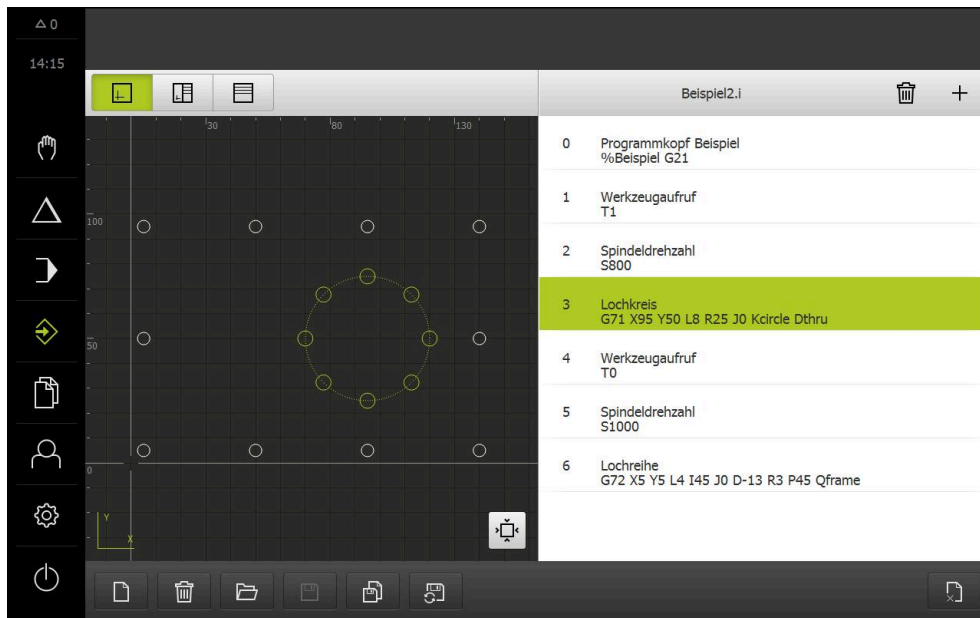 0
14:15
Beispiel2.i
30
80
130
100
50
0
Y
X
0 Programmkopf Beispiel
%Beispiel G21
1 Werkzeugaufruf
T1
2 Spindeldrehzahl
S800
3 Lochkreis
G71 X95 Y50 L8 R25 J0 Kcircle Dthru
4 Werkzeugaufruf
T0
5 Spindeldrehzahl
S1000
6 Lochreihe
G72 X5 Y5 L4 I45 J0 D-13 R3 P45 Qframe